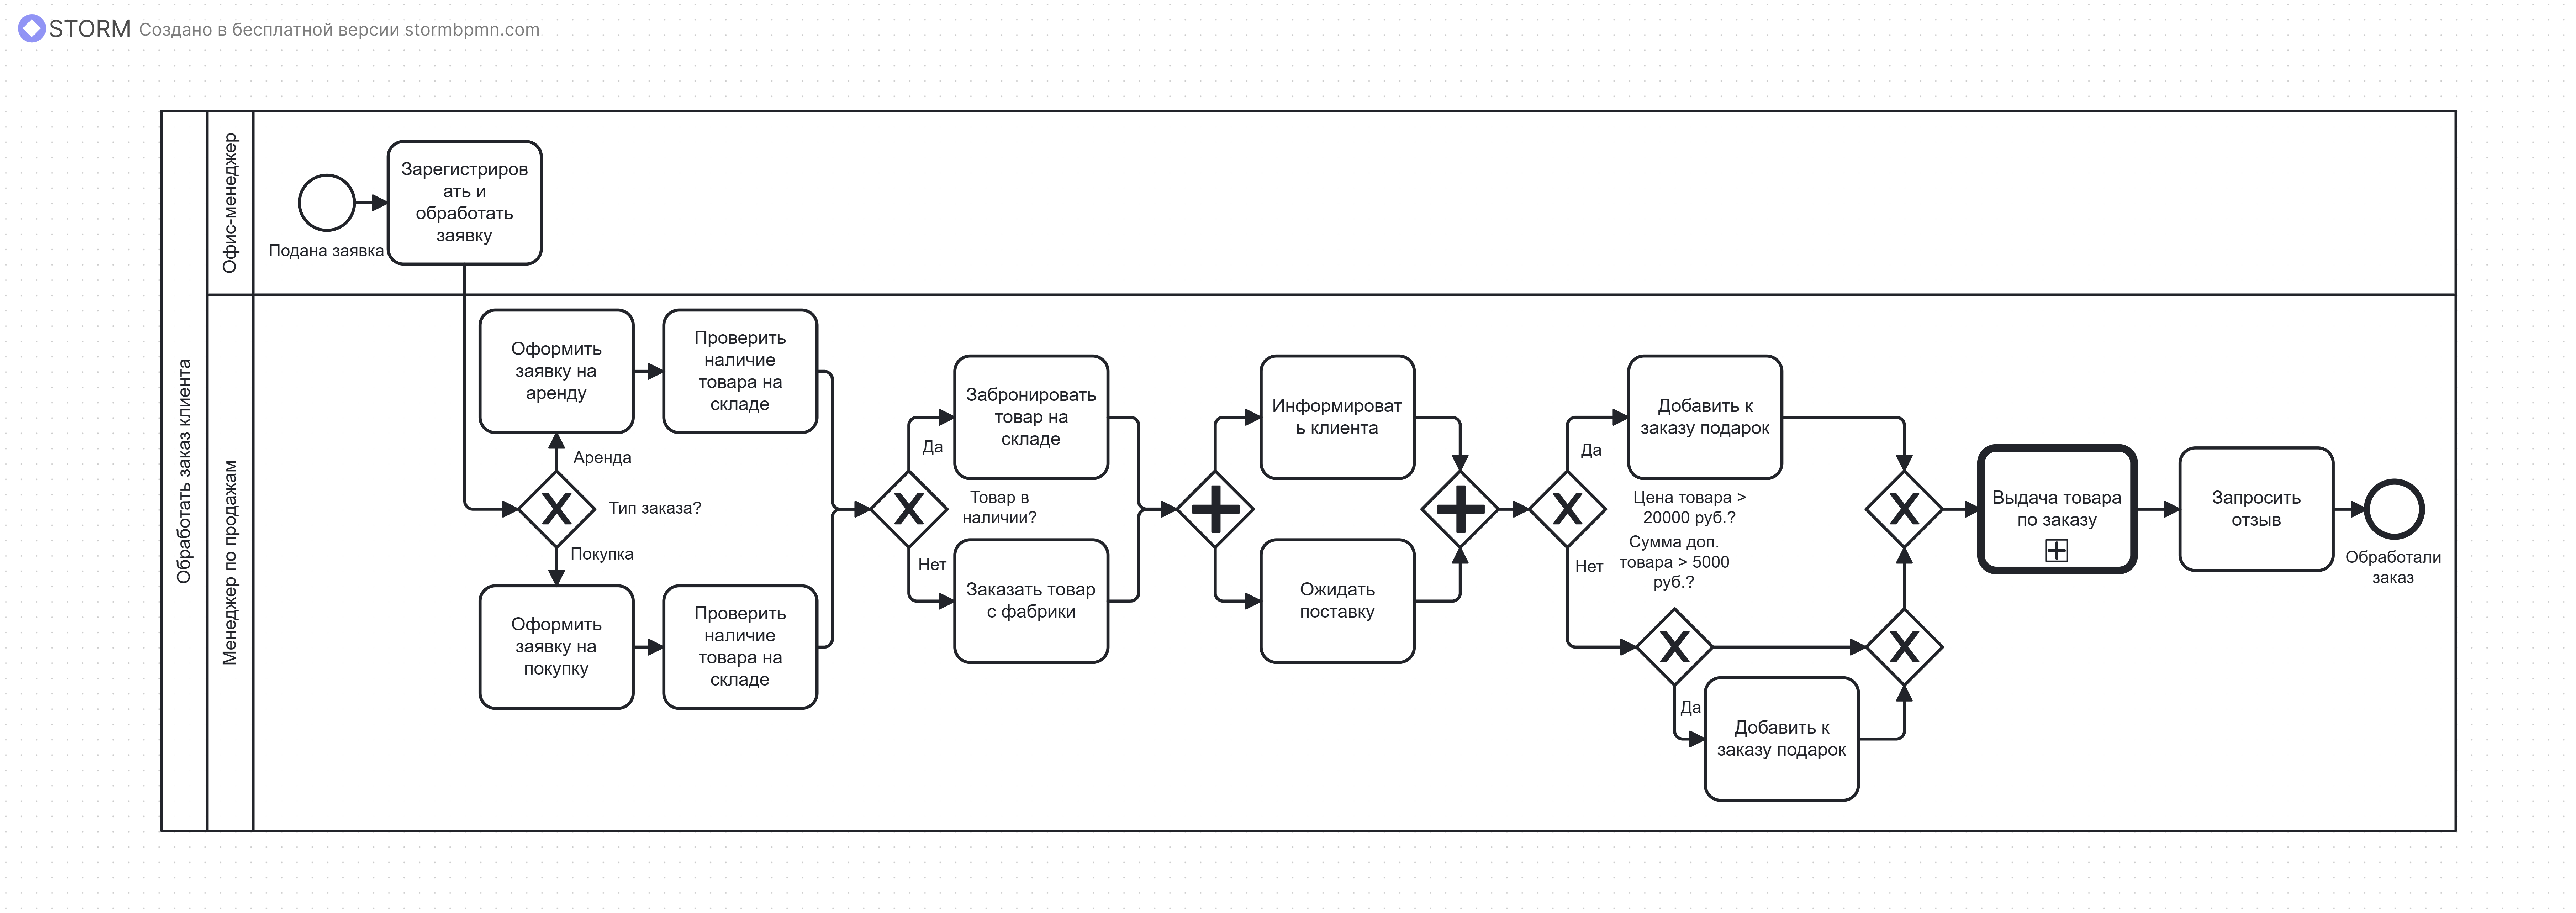 STORM Создано в бесплатной версии stormbpmn.com
Обработать заказ клиента
Офис-менеджер
Подана заявка
Зарегистриров
ать и
обработать
заявку
Менеджер по продажам
Оформить
заявку на
аренду
Проверить
наличие
товара на
складе
Аренда
Тип заказа?
Покупка
Оформить
заявку на
покупку
Проверить
наличие
товара на
складе
Да
Забронировать
товар на
складе
Товар в
наличии?
Нет
Заказать товар
с фабрики
Информироват
ь клиента
Ожидать
поставку
Да
Добавить к
заказу подарок
Цена товара >
20000 руб.?
Нет
Сумма доп.
товара > 5000
руб.?
Да
Добавить к
заказу подарок
Выдача товара
по заказу
Запросить
отзыв
Обработали
заказ